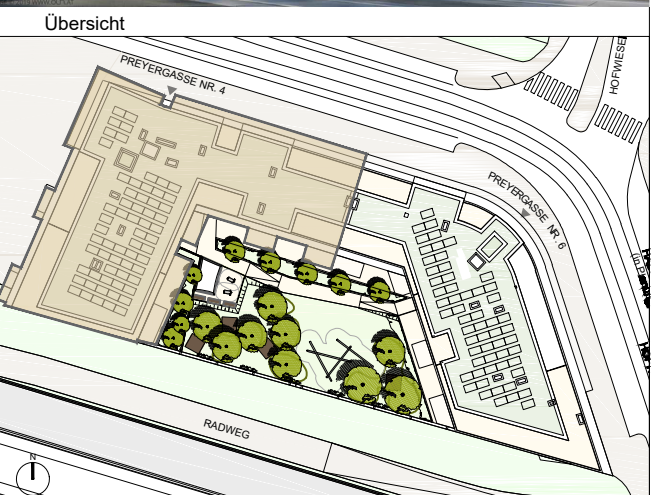 Übersicht
PREYERGASSE NR. 4
HOFWIESE
PREYERGASSE NR. 6
RADWEG
N